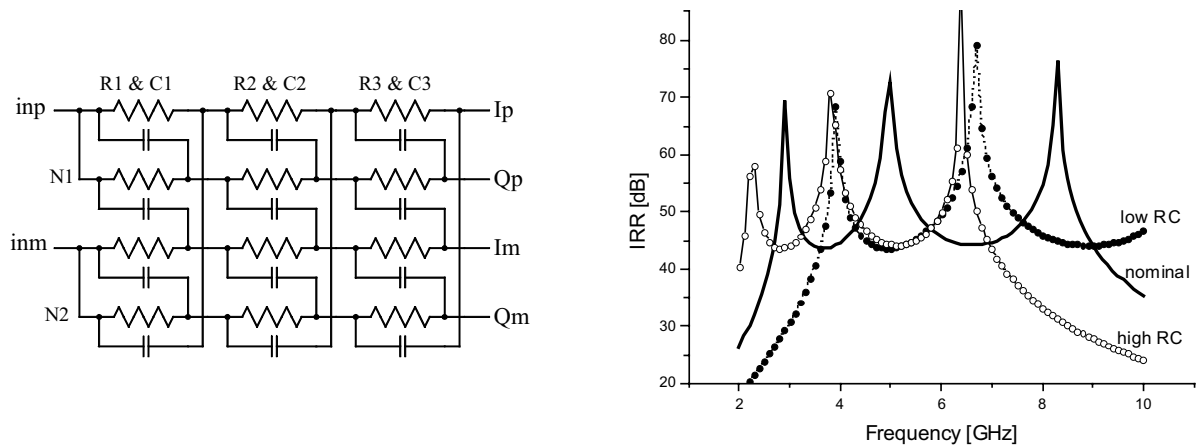 R1 & C1 R2 & C2 R3 & C3
inp
Ip
N1
Qp
inm
Im
N2
Qm
IRR [dB]
80
70
60
50
40
30
20
low RC
nominal
high RC
2 4 6 8 10
Frequency [GHz]